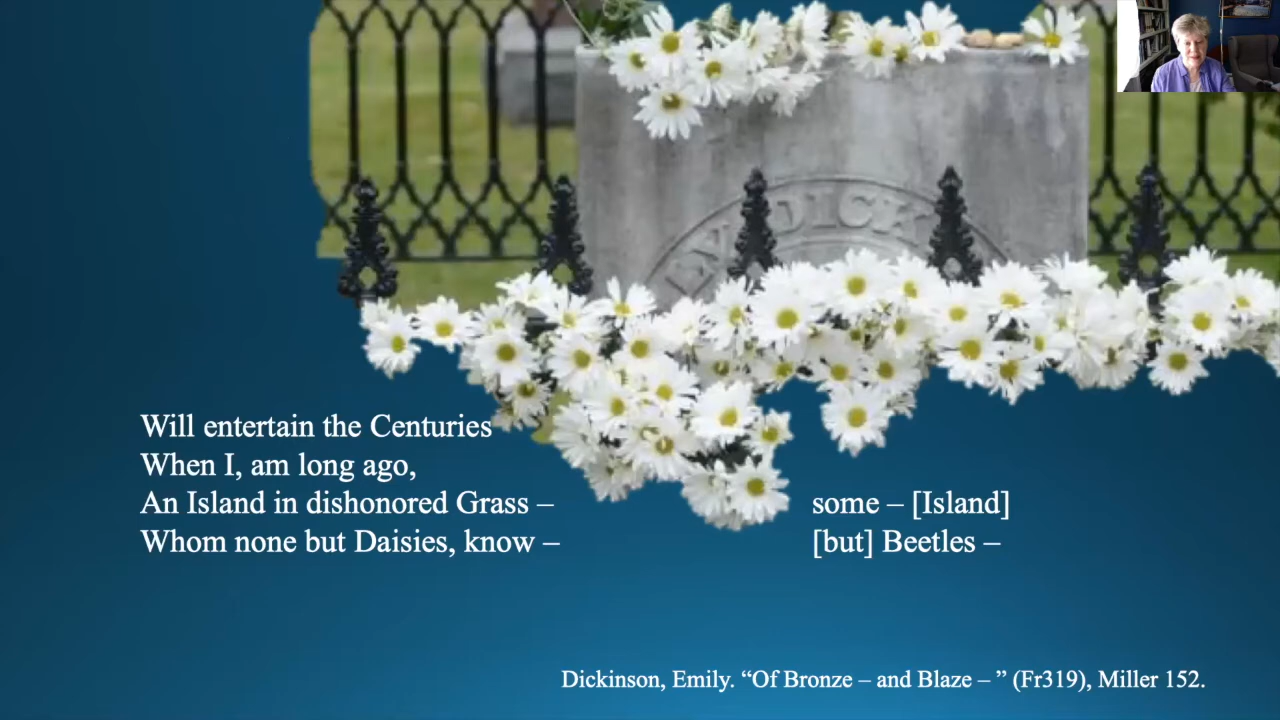 Will entertain the Centuries
When I, am long ago,
An Island in dishonored Grass –
some – [Island]
Whom none but Daisies, know –
[but] Beetles –
Dickinson, Emily. “Of Bronze – and Blaze – ” (Fr319), Miller 152.